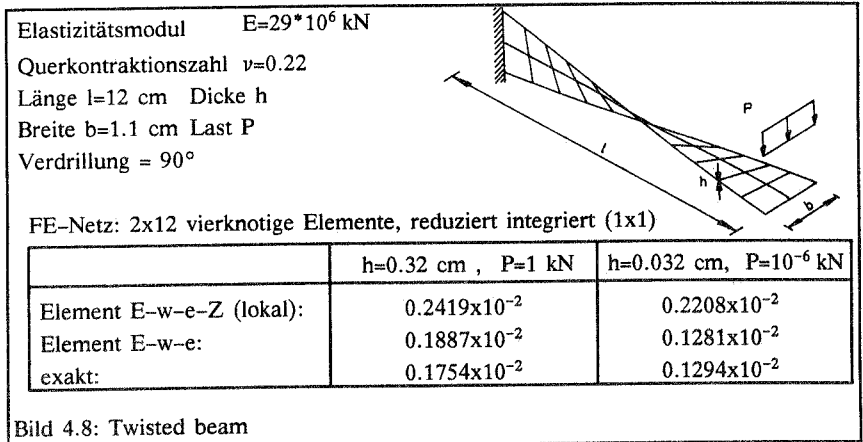 Elastizitätsmodul E=29*10⁶ kN
Querkontraktionszahl ν=0.22
Länge l=12 cm Dicke h
Breite b=1.1 cm Last P
Verdrillung = 90°
P
l
h
b
FE-Netz: 2x12 vierknotige Elemente, reduziert integriert (1x1)
h=0.32 cm , P=1 kN h=0.032 cm, P=10⁻⁶ kN
Element E-w-e-Z (lokal): 0.2419x10⁻² 0.2208x10⁻²
Element E-w-e: 0.1887x10⁻² 0.1281x10⁻²
exakt: 0.1754x10⁻² 0.1294x10⁻²
Bild 4.8: Twisted beam